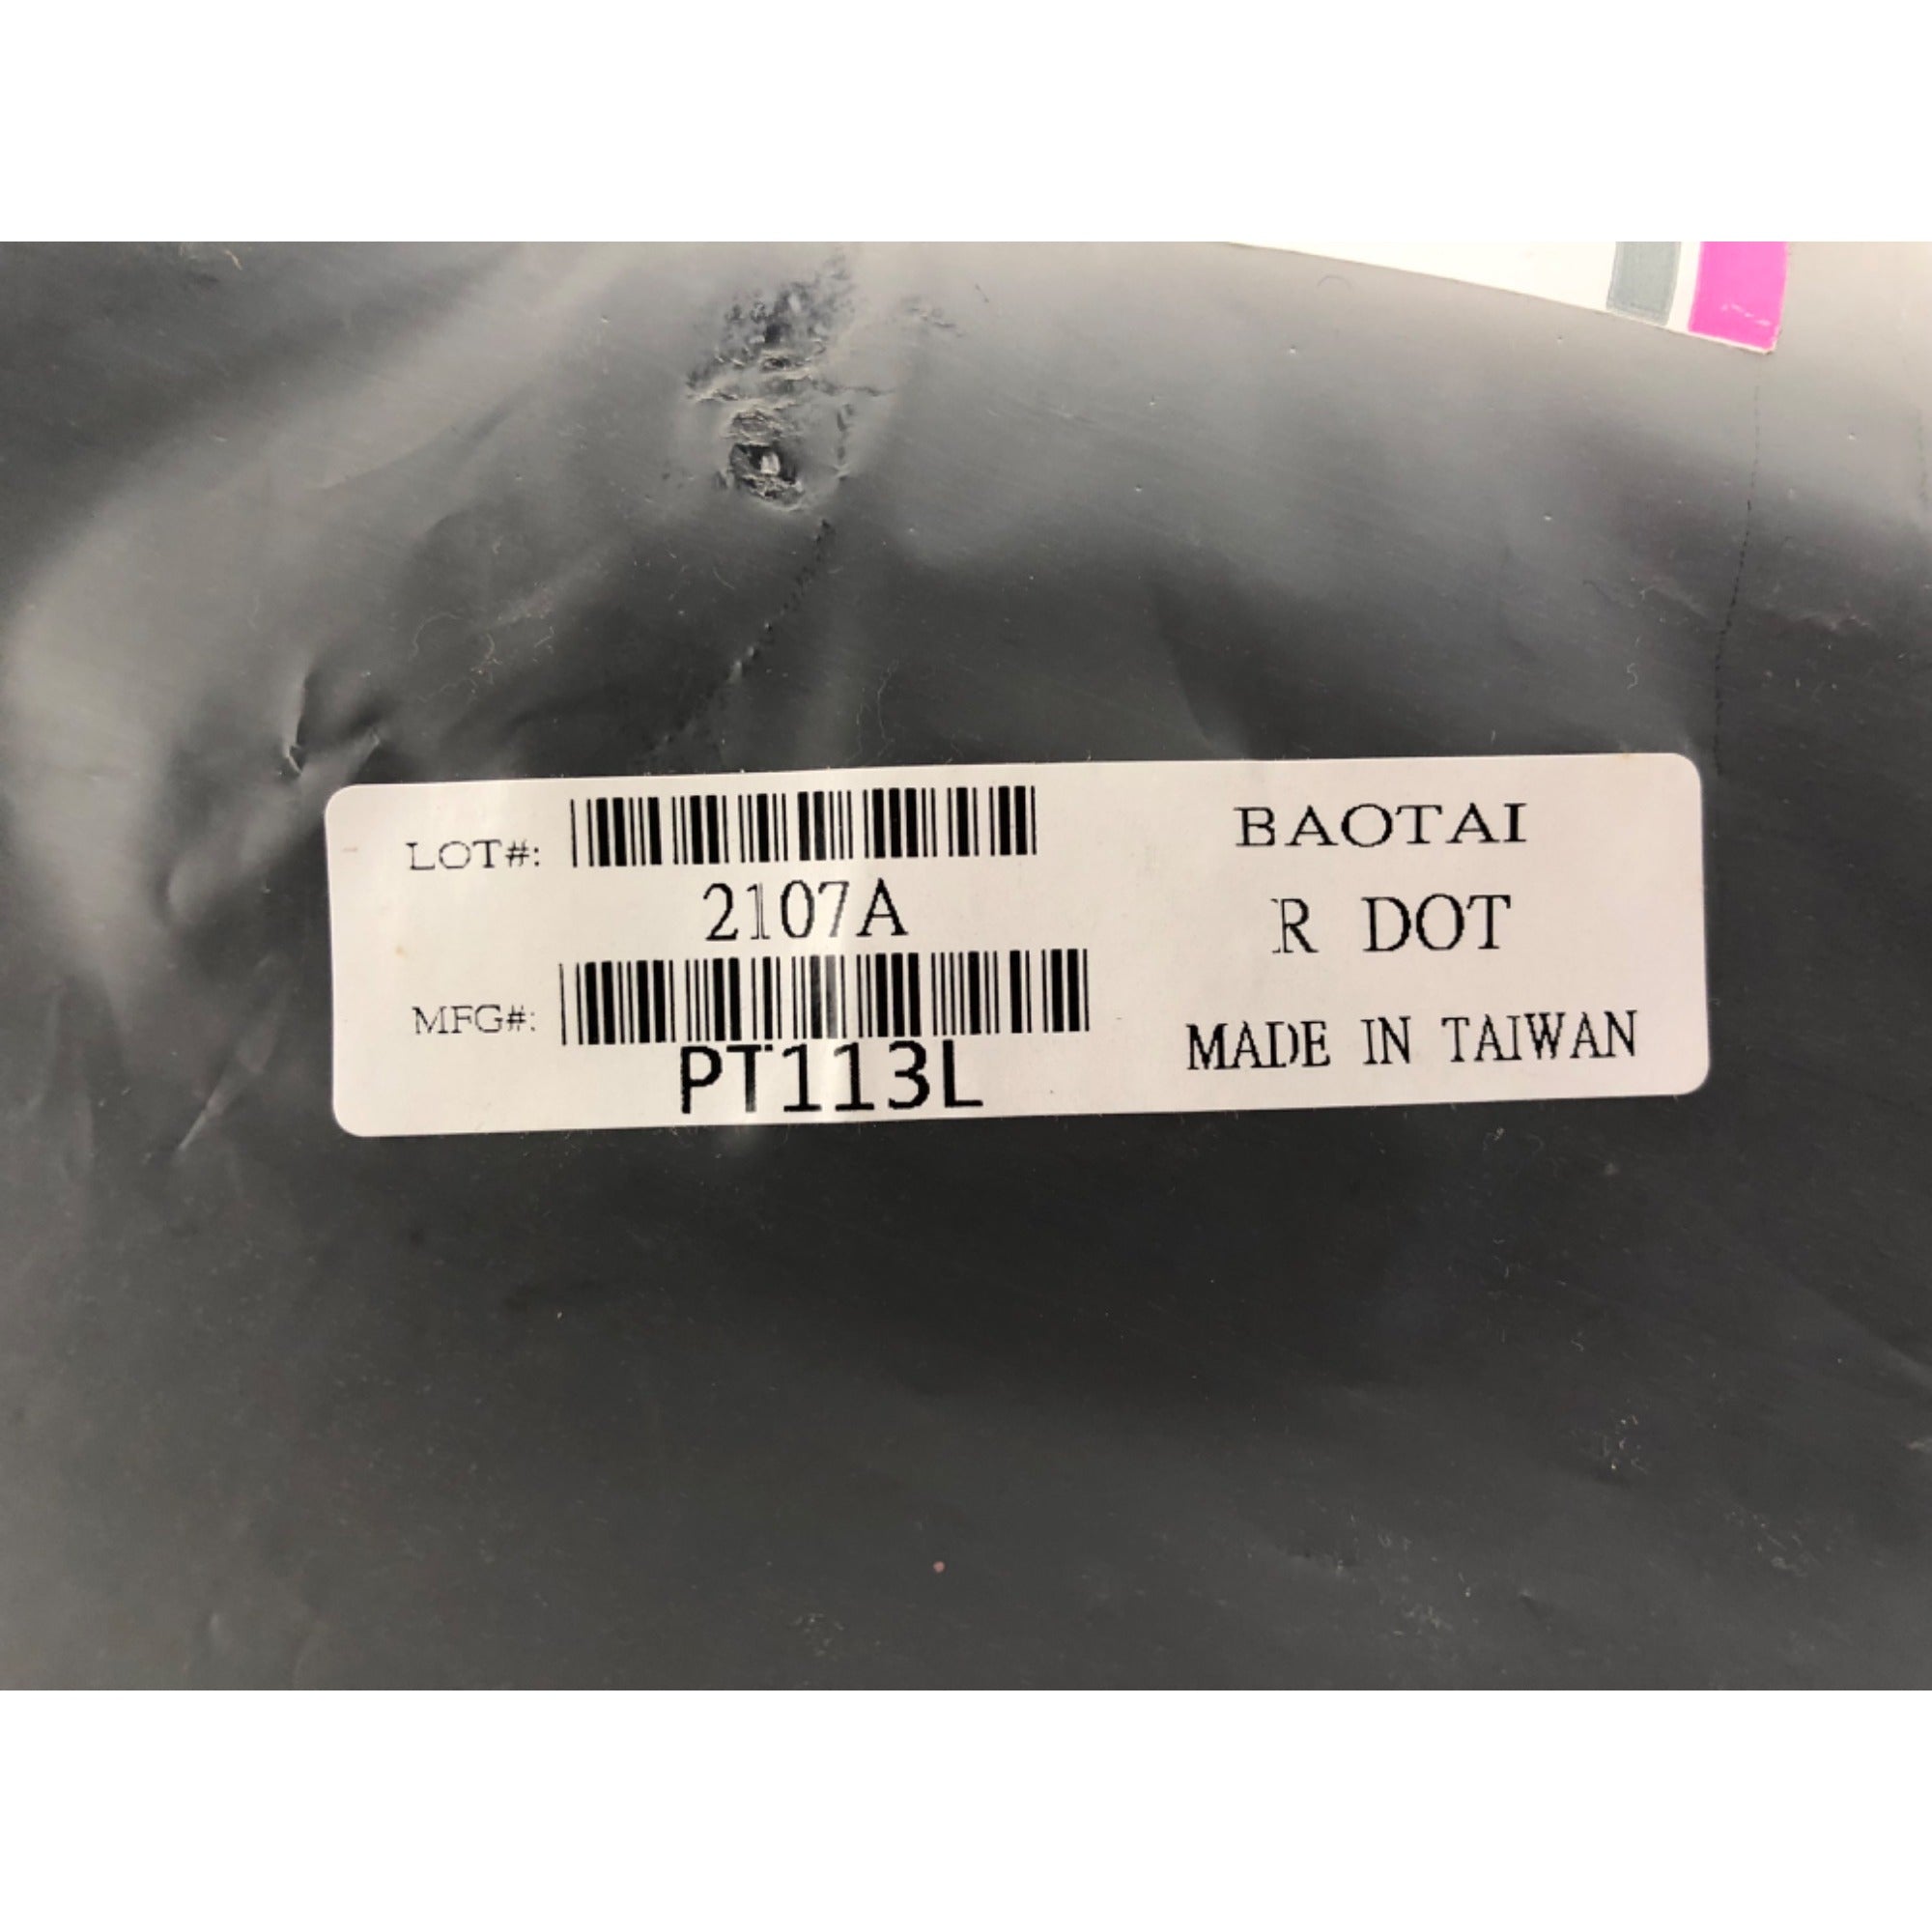 LOT#:
2107A
MFG#:
PT113L
BAOTAI
R DOT
MADE IN TAIWAN